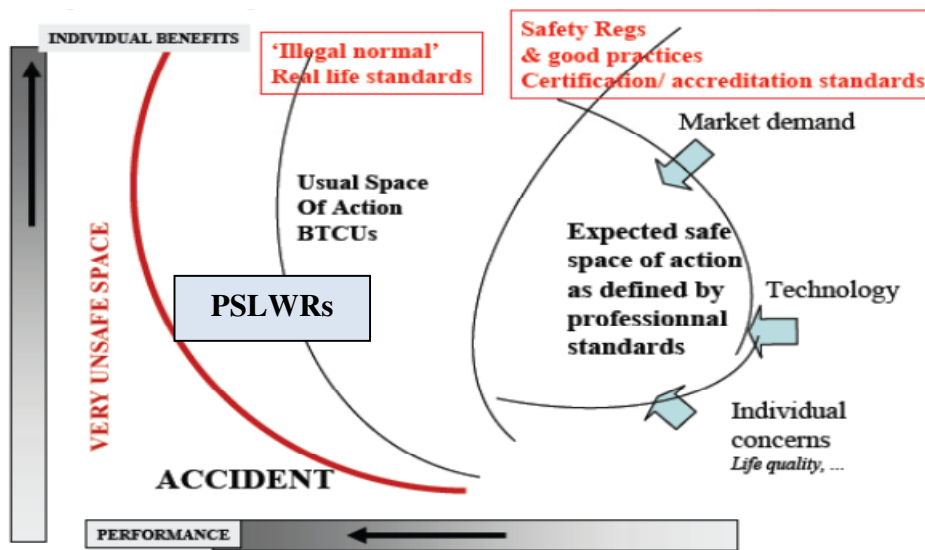 INDIVIDUAL BENEFITS
'Illegal normal'
Real life standards
Safety Regs
& good practices
Certification/ accreditation standards
Market demand
Usual Space
Of Action
BTCUs
Expected safe
space of action
as defined by
professionnal
standards
VERY UNSAFE SPACE
PSLWRs
Technology
Individual
concerns
Life quality, ...
ACCIDENT
PERFORMANCE